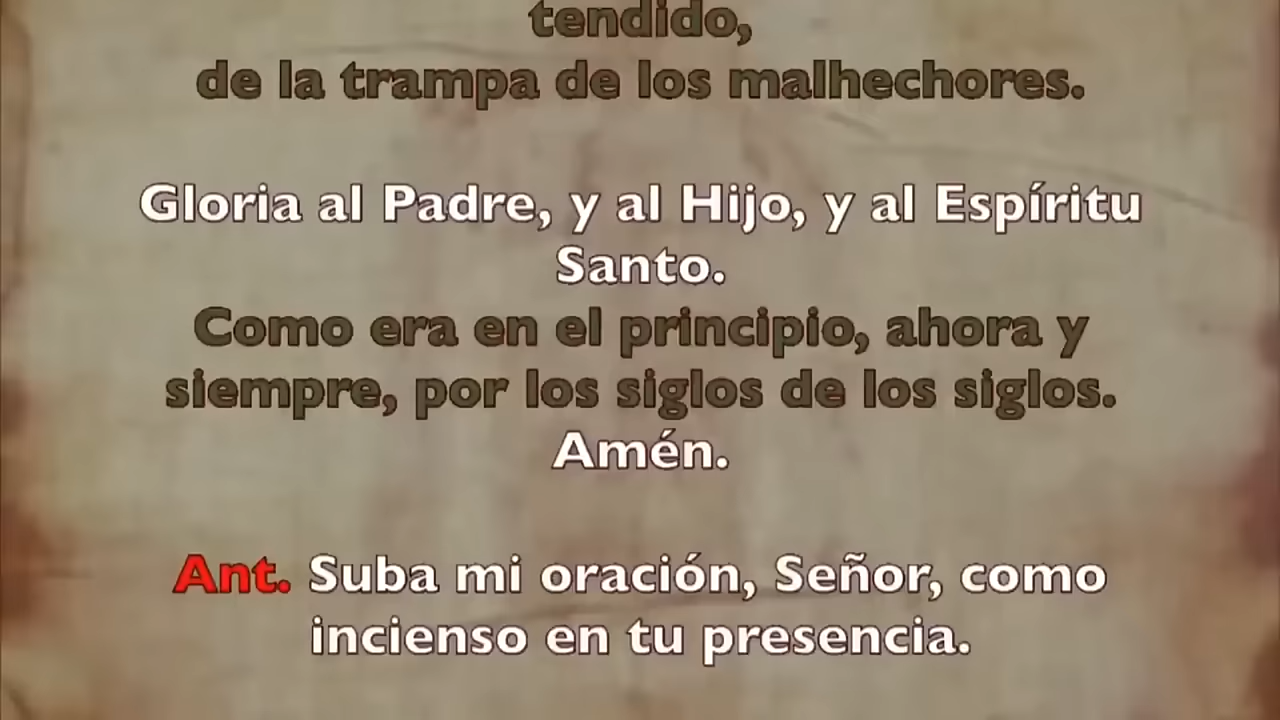 tendido,
de la trampa de los malhechores.
Gloria al Padre, y al Hijo, y al Espíritu
Santo.
Como era en el principio, ahora y
siempre, por los siglos de los siglos.
Amén.
Ant. Suba mi oración, Señor, como
incienso en tu presencia.